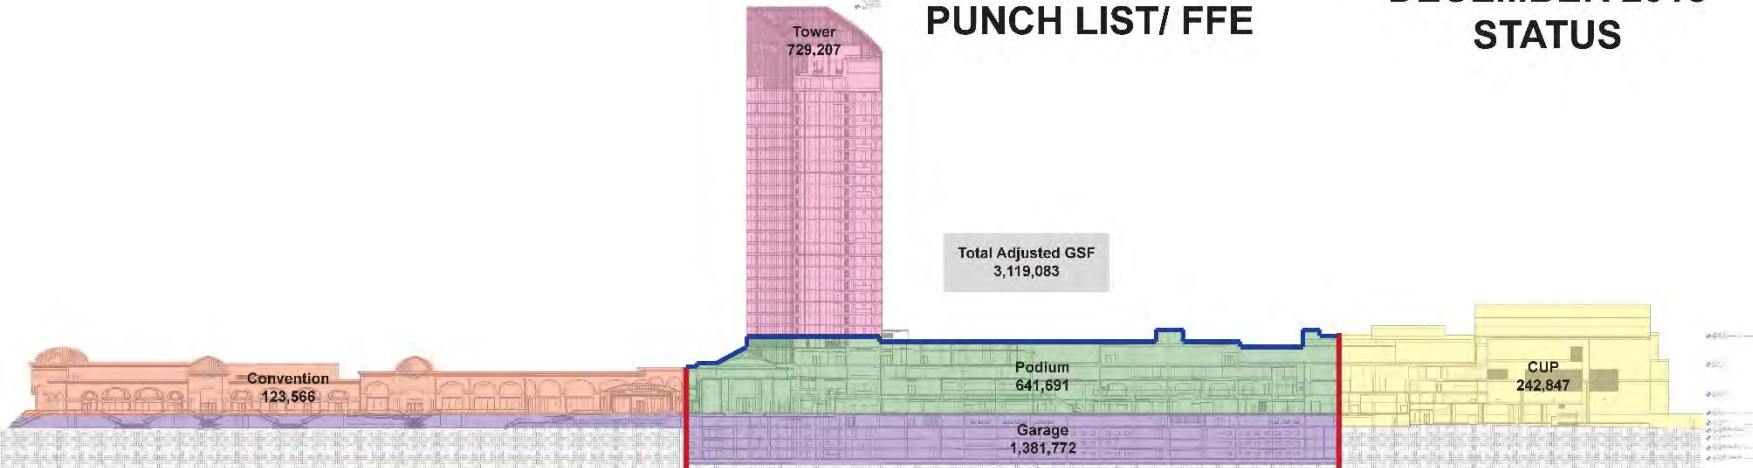 PUNCH LIST/ FFE
STATUS
Tower
729,207
Total Adjusted GSF
3,119,083
Convention
123,566
Podium
641,691
CUP
242,847
Garage
1,381,772